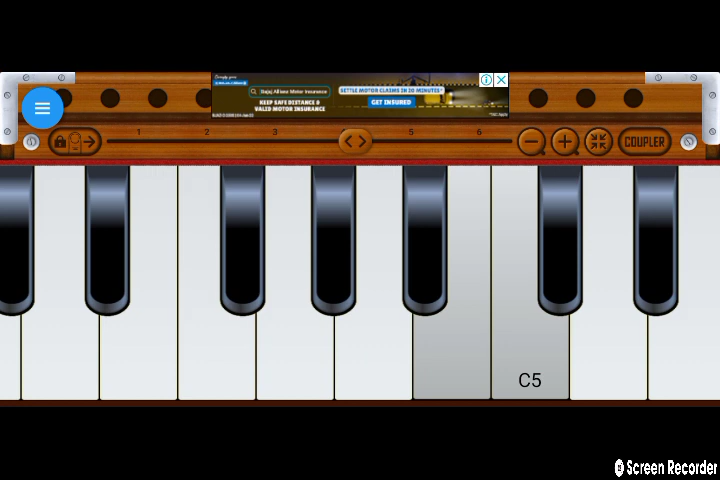 Bajaj Allianz Motor Insurance
KEEP SAFE DISTANCE &
VALID MOTOR INSURANCE
SETTLE MOTOR CLAIMS IN 20 MINUTES*
GET INSURED
1 2 3 5 6
COUPLER
C5
Screen Recorder